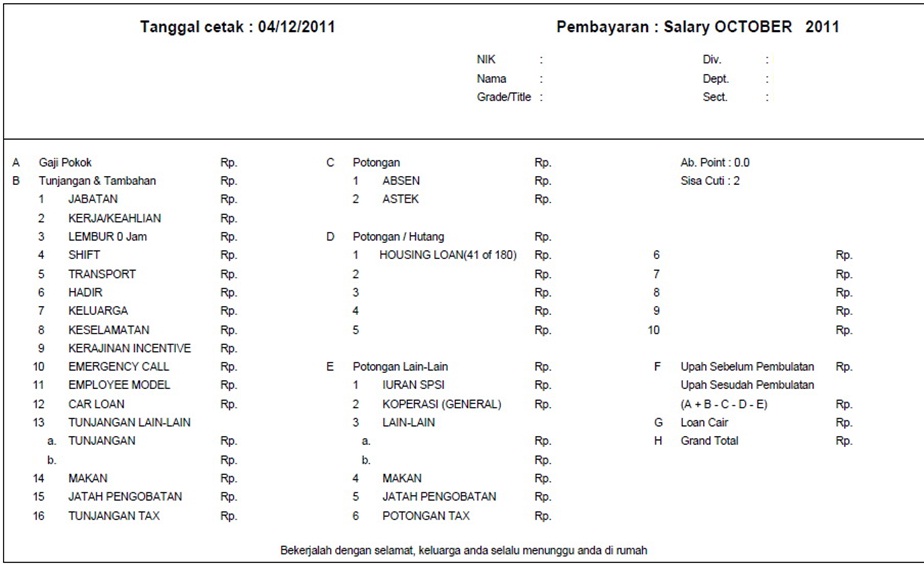 Tanggal cetak : 04/12/2011 Pembayaran : Salary OCTOBER 2011
NIK : Div. :
Nama : Dept. :
Grade/Title : Sect. :
A Gaji Pokok Rp. C Potongan Rp. Ab. Point : 0.0
B Tunjangan & Tambahan Rp. 1 ABSEN Rp. Sisa Cuti : 2
1 JABATAN Rp. 2 ASTEK Rp.
2 KERJA/KEAHLIAN Rp.
3 LEMBUR 0 Jam Rp. D Potongan / Hutang Rp.
4 SHIFT Rp. 1 HOUSING LOAN(41 of 180) Rp. 6 Rp.
5 TRANSPORT Rp. 2 Rp. 7 Rp.
6 HADIR Rp. 3 Rp. 8 Rp.
7 KELUARGA Rp. 4 Rp. 9 Rp.
8 KESELAMATAN Rp. 5 Rp. 10 Rp.
9 KERAJINAN INCENTIVE Rp.
10 EMERGENCY CALL Rp. E Potongan Lain-Lain Rp. F Upah Sebelum Pembulatan Rp.
11 EMPLOYEE MODEL Rp. 1 IURAN SPSI Rp. Upah Sesudah Pembulatan
12 CAR LOAN Rp. 2 KOPERASI (GENERAL) Rp. (A + B - C - D - E) Rp.
13 TUNJANGAN LAIN-LAIN 3 LAIN-LAIN G Loan Cair Rp.
a. TUNJANGAN Rp. a. Rp. H Grand Total Rp.
b. Rp. b. Rp.
14 MAKAN Rp. 4 MAKAN Rp.
15 JATAH PENGOBATAN Rp. 5 JATAH PENGOBATAN Rp.
16 TUNJANGAN TAX Rp. 6 POTONGAN TAX Rp.
Bekerjalah dengan selamat, keluarga anda selalu menunggu anda di rumah